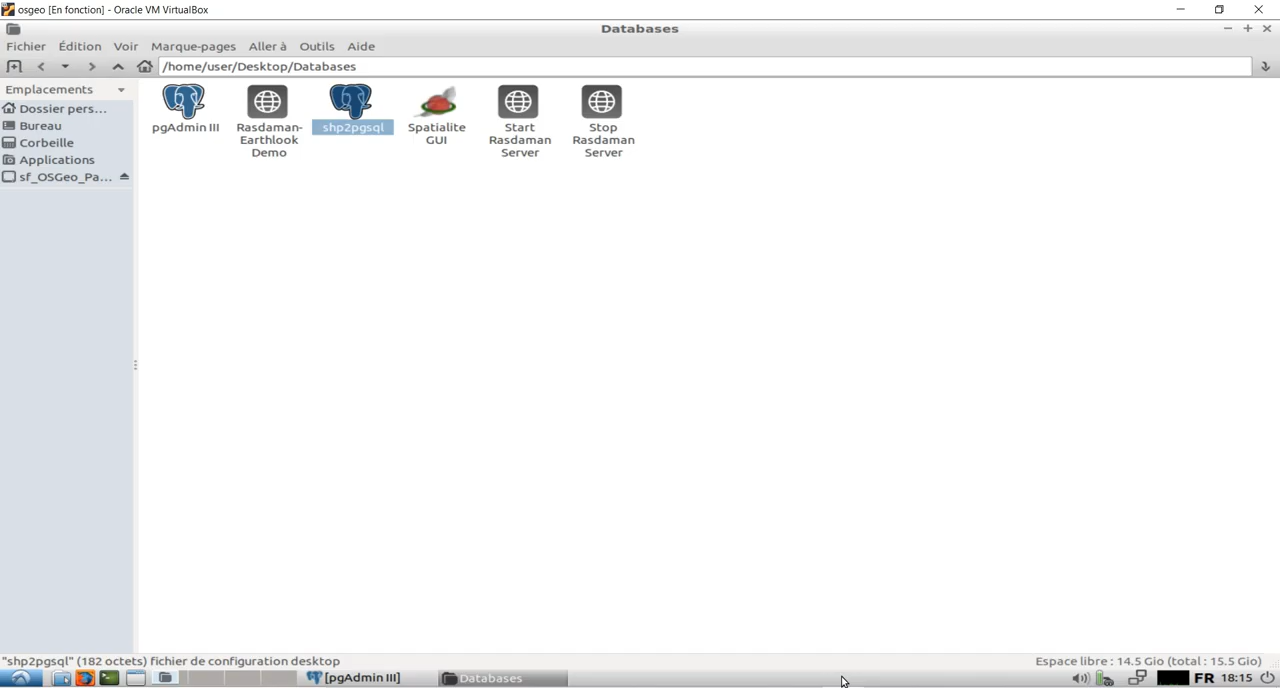 osgeo [En fonction] - Oracle VM VirtualBox
Databases
Fichier Édition Voir Marque-pages Aller à Outils Aide
/home/user/Desktop/Databases
Emplacements
Dossier pers...
Bureau
Corbeille
Applications
sf_OSGeo_Pa...
pgAdmin III
Rasdaman-
Earthlook
Demo
shp2pgsql
Spatialite
GUI
Start
Rasdaman
Server
Stop
Rasdaman
Server
"shp2pgsql" (182 octets) fichier de configuration desktop
Espace libre : 14.5 Gio (total : 15.5 Gio)
[pgAdmin III]
Databases
FR 18:15